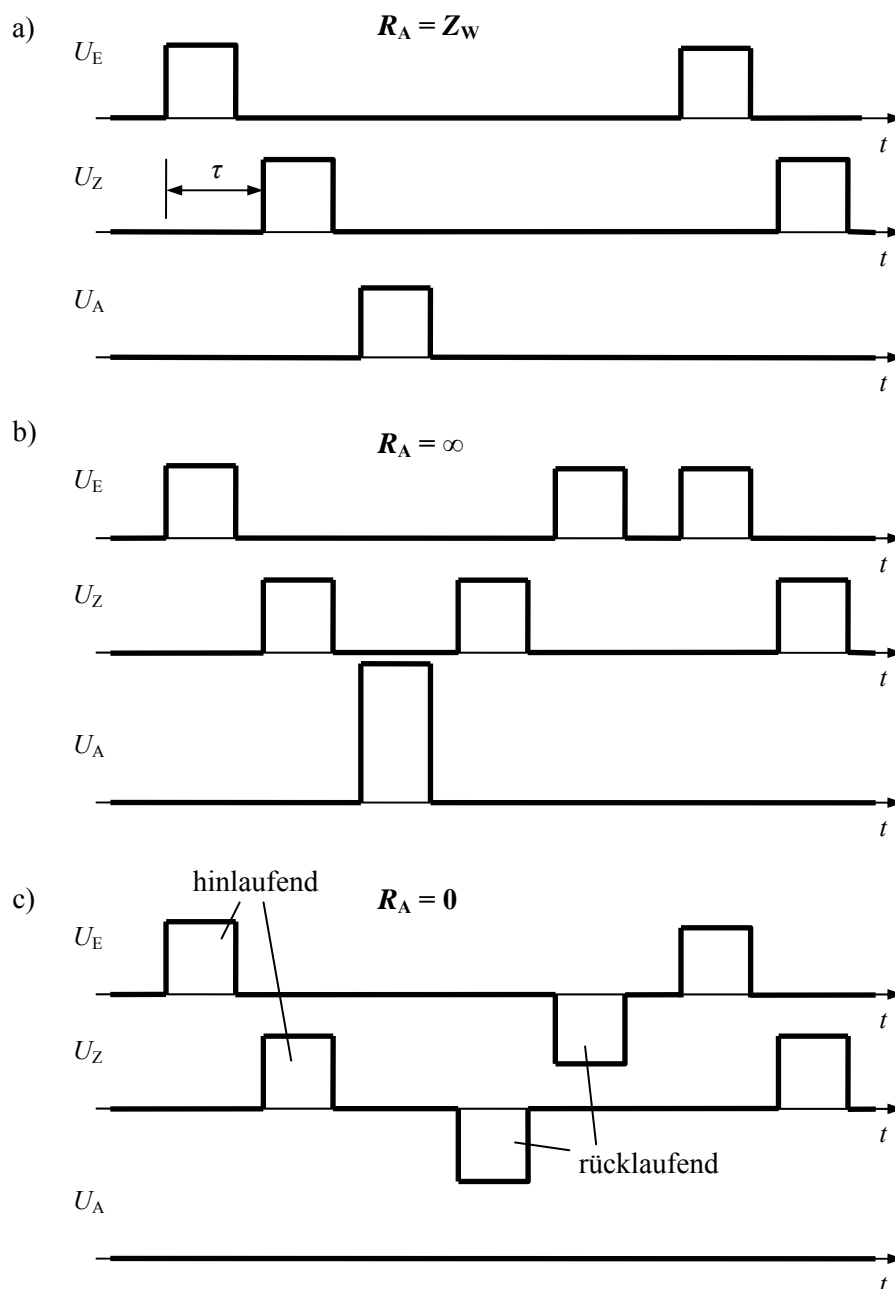 a)
R_A = Z_W
U_E
t
U_Z
τ
t
U_A
t
b)
R_A = ∞
U_E
t
U_Z
t
U_A
t
hinlaufend
c)
R_A = 0
U_E
t
U_Z
t
rücklaufend
U_A
t